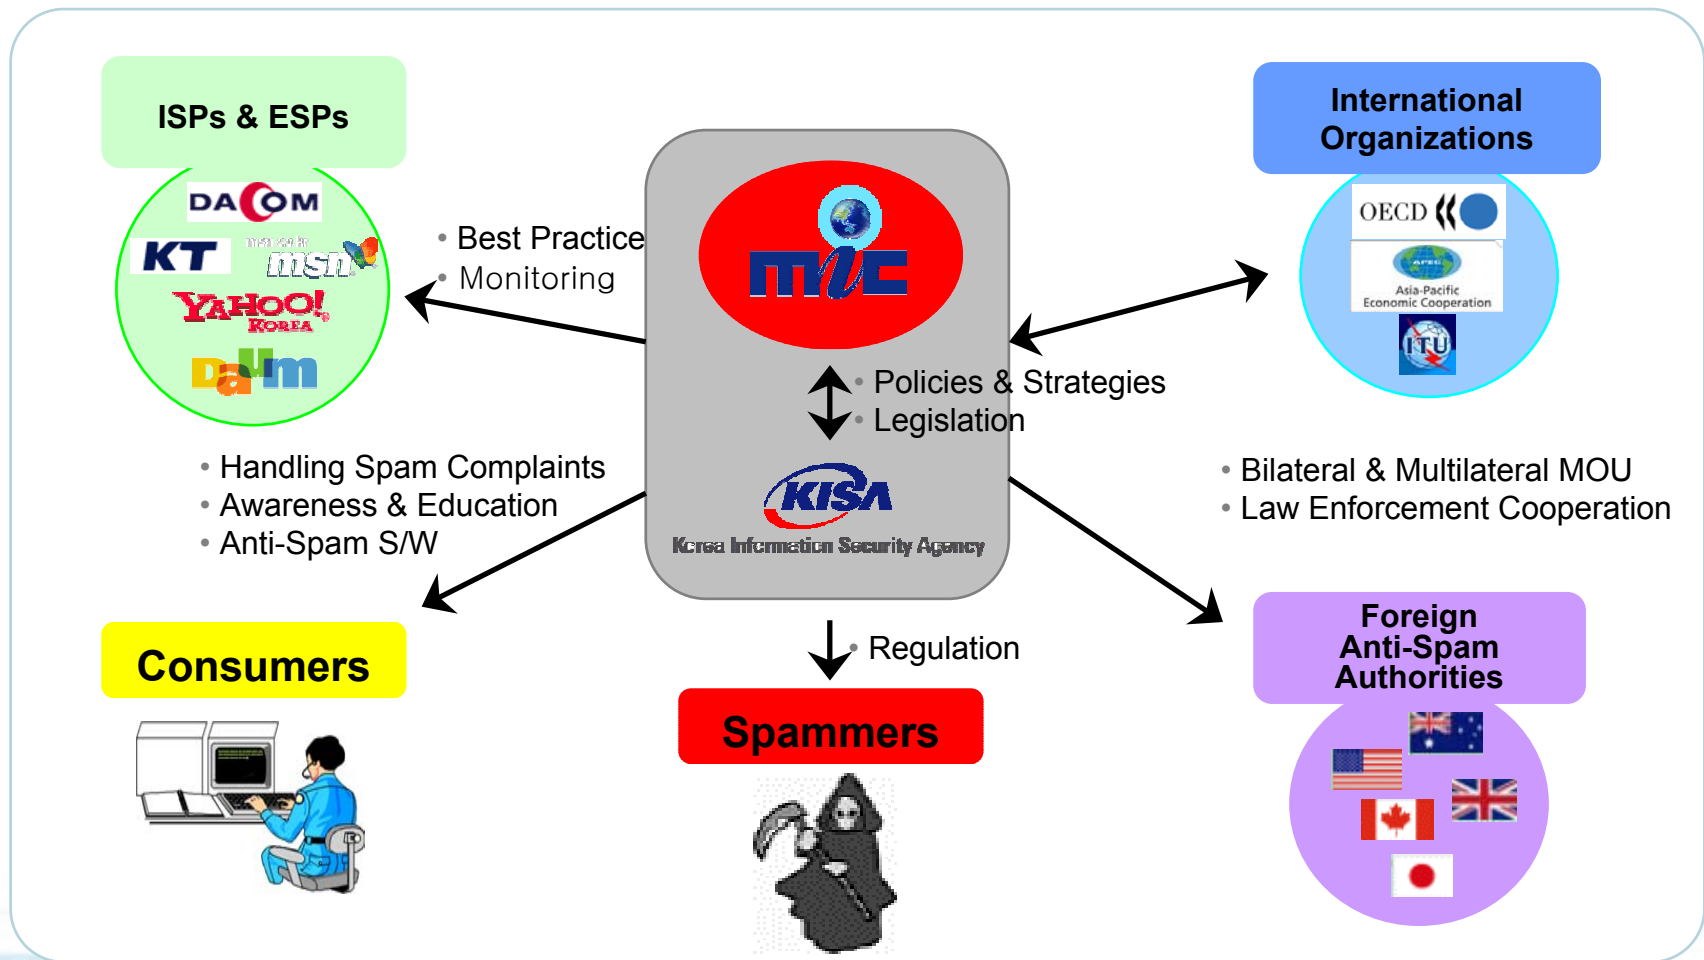 ISPs & ESPs
DACOM
KT
msn
YAHOO!
KOREA
Daum
• Best Practice
• Monitoring
mic
• Policies & Strategies
• Legislation
KISA
Korea Information Security Agency
International
Organizations
OECD
APEC
Asia-Pacific
Economic Cooperation
ITU
• Handling Spam Complaints
• Awareness & Education
• Anti-Spam S/W
• Bilateral & Multilateral MOU
• Law Enforcement Cooperation
Consumers
• Regulation
Spammers
Foreign
Anti-Spam
Authorities